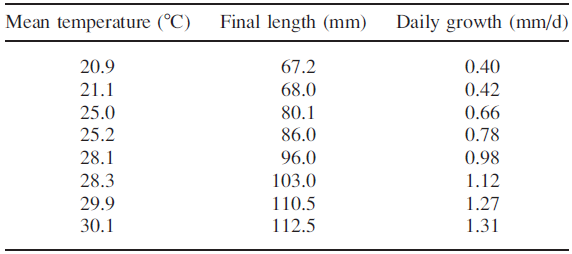 Mean temperature (°C) Final length (mm) Daily growth (mm/d)
20.9 67.2 0.40
21.1 68.0 0.42
25.0 80.1 0.66
25.2 86.0 0.78
28.1 96.0 0.98
28.3 103.0 1.12
29.9 110.5 1.27
30.1 112.5 1.31